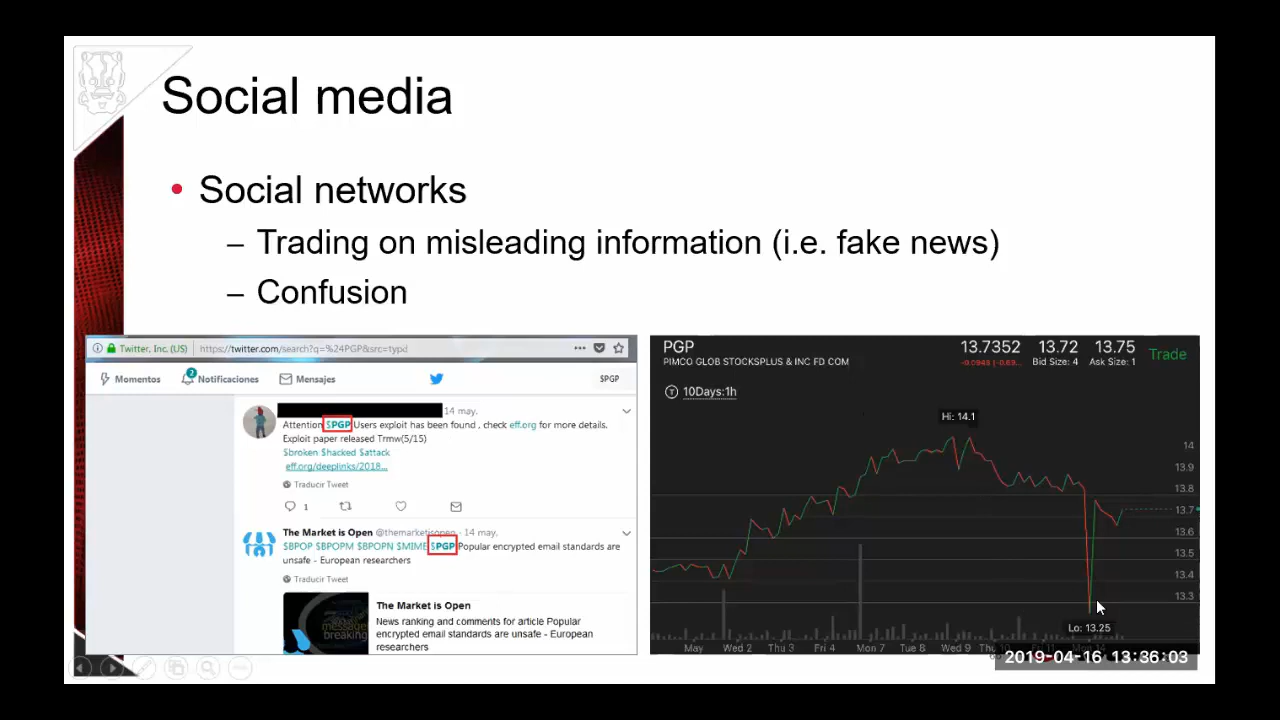 Social media
• Social networks
– Trading on misleading information (i.e. fake news)
– Confusion
Twitter, Inc. (US) https://twitter.com/search?q=%24PGP&src=typd
Momentos 2 Notificaciones Mensajes $PGP
14 may.
Attention $PGP Users exploit has been found , check eff.org for more details.
Exploit paper released Trmw(5/15)
$broken $hacked $attack
eff.org/deeplinks/2018...
Traducir Tweet
1
The Market is Open @themarketisopen · 14 may.
$BPOP $BPOPM $BPOPN $MIME $PGP Popular encrypted email standards are
unsafe - European researchers
Traducir Tweet
message
breaking
The Market is Open
News ranking and comments for article Popular
encrypted email standards are unsafe - European
researchers
PGP 13.7352 13.72 13.75 Trade
PIMCO GLOB STOCKSPLUS & INC FD COM Bid Size: 4 Ask Size: 1
T 10Days:1h
Hi: 14.1
14
13.9
13.8
13.7
13.6
13.5
13.4
13.3
Lo: 13.25
May Wed 2 Thu 3 Fri 4 Mon 7 Tue 8 Wed 9 Thu 10
2019-04-16 13:36:03